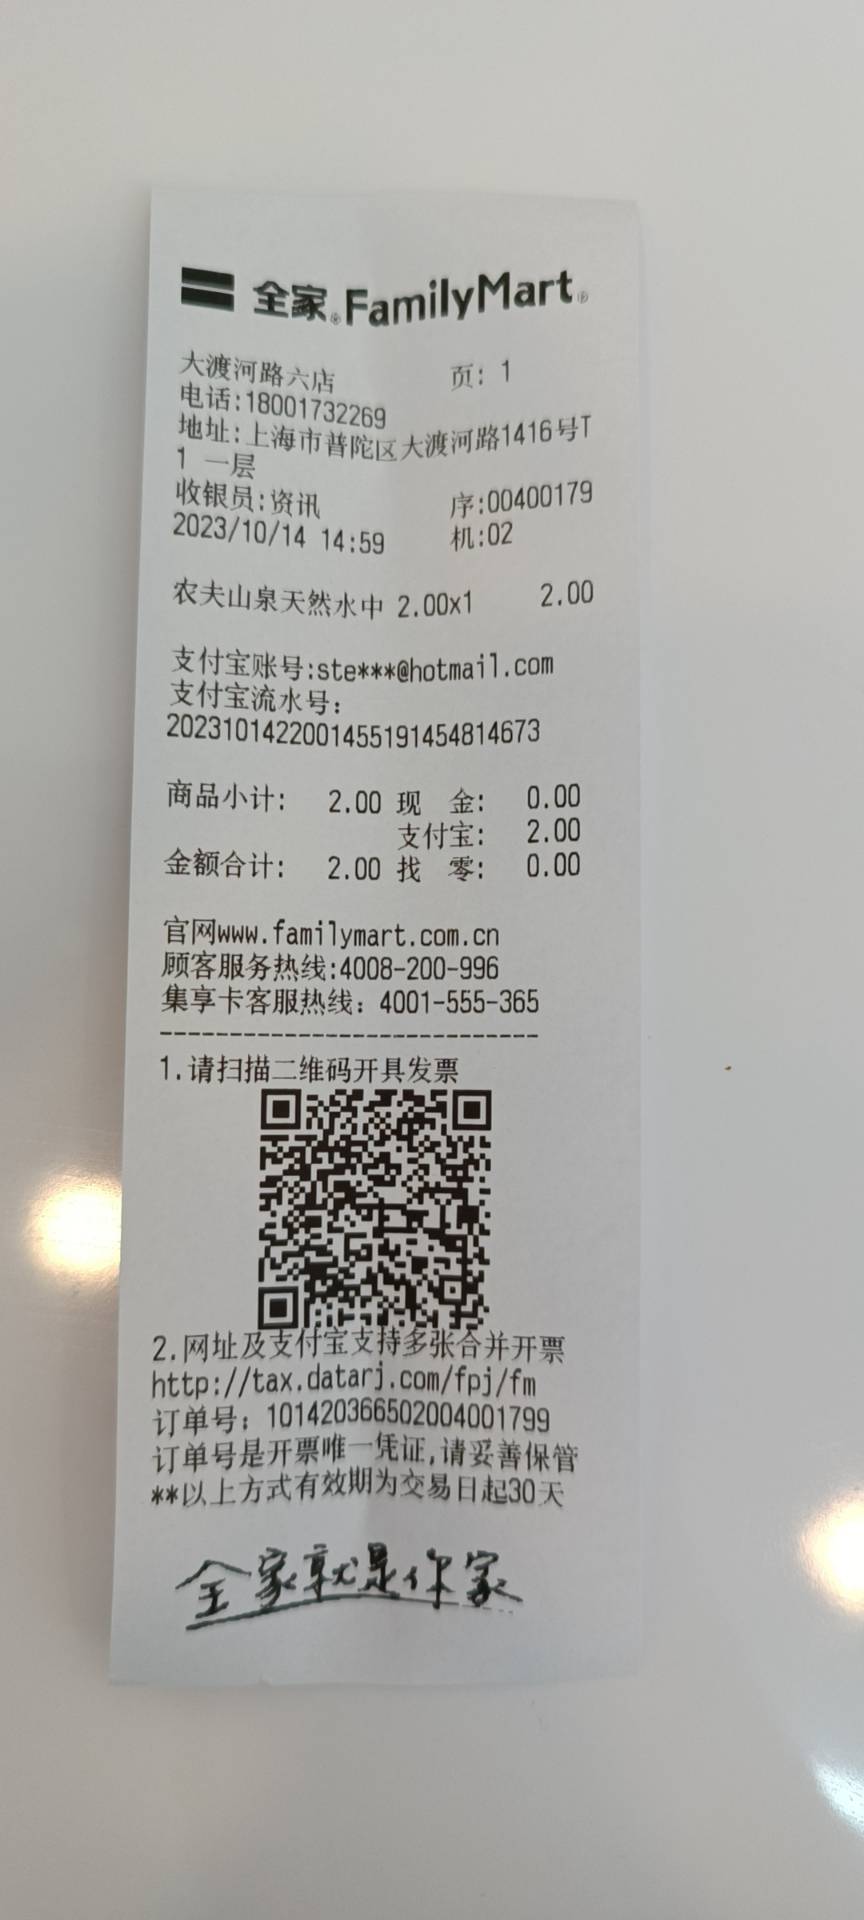 全家®FamilyMart®
大渡河路六店 页: 1
电话:18001732269
地址:上海市普陀区大渡河路1416号T
1 一层
收银员:资讯 序:00400179
2023/10/14 14:59 机:02
农夫山泉天然水中 2.00x1 2.00
支付宝账号:ste***@hotmail.com
支付宝流水号:
2023101422001455191454814673
商品小计: 2.00 现 金: 0.00
支付宝: 2.00
金额合计: 2.00 找 零: 0.00
官网www.familymart.com.cn
顾客服务热线:4008-200-996
集享卡客服热线: 4001-555-365
-----------------------------
1.请扫描二维码开具发票
2.网址及支付宝支持多张合并开票
http://tax.datarj.com/fpj/fm
订单号: 1014203665020040017​99
订单号是开票唯一凭证,请妥善保管
**以上方式有效期为交易日起30天
全家就是你家